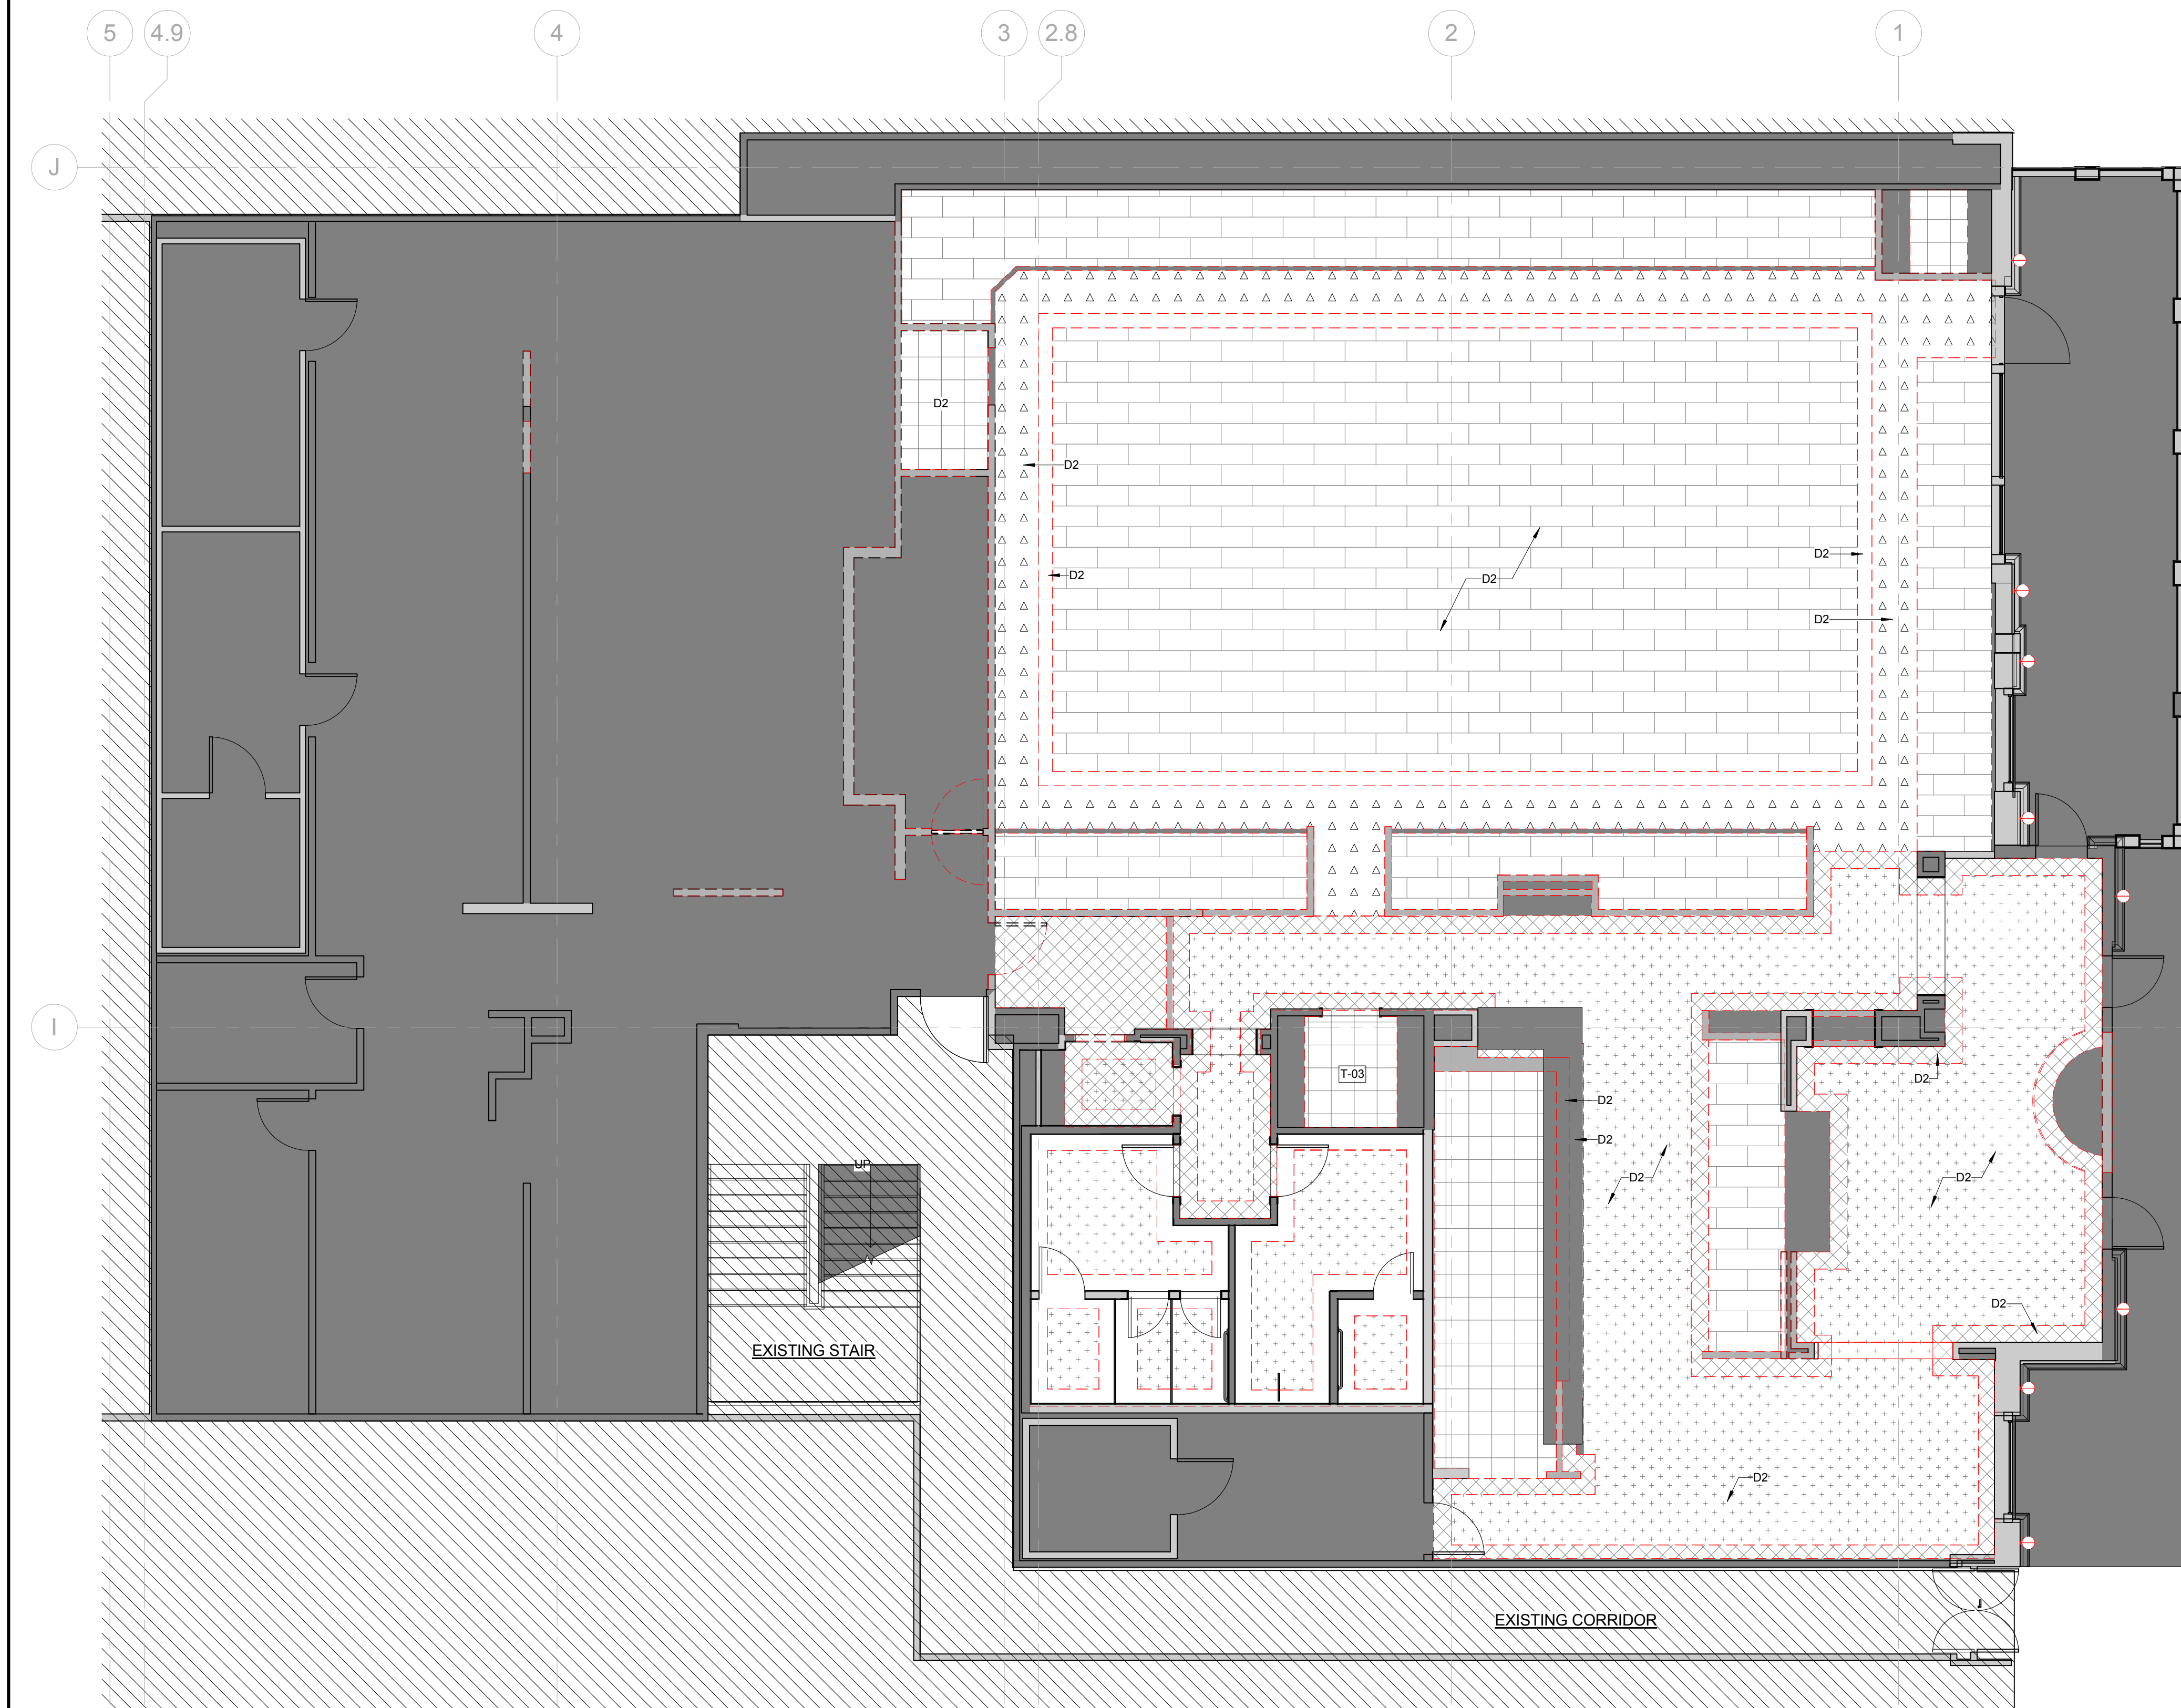 5
4.9
4
3
2.8
2
1
J
D2
D2
D2
D2
D2
D2
I
T-03
D2
D2
D2
D2
D2
UP
D2
EXISTING STAIR
D2
EXISTING CORRIDOR